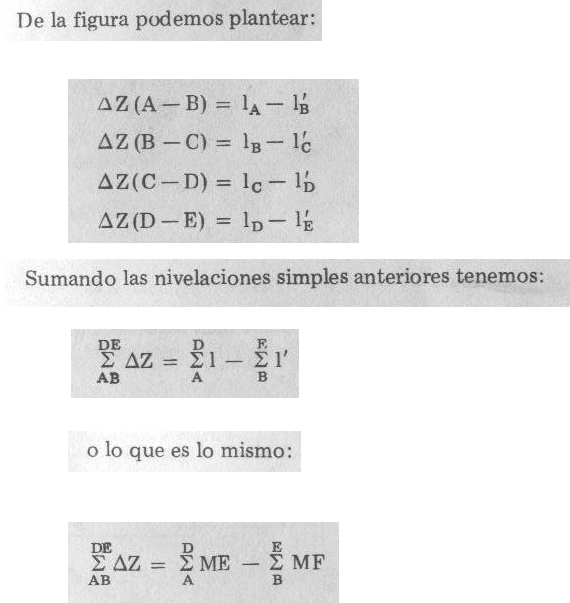 De la figura podemos plantear:
ΔZ (A — B) = l_A — l'_B
ΔZ (B — C) = l_B — l'_C
ΔZ (C — D) = l_C — l'_D
ΔZ (D — E) = l_D — l'_E
Sumando las nivelaciones simples anteriores tenemos:
DE D E
Σ ΔZ = Σ l — Σ l'
AB A B
o lo que es lo mismo:
DE D E
Σ ΔZ = Σ ME — Σ MF
AB A B